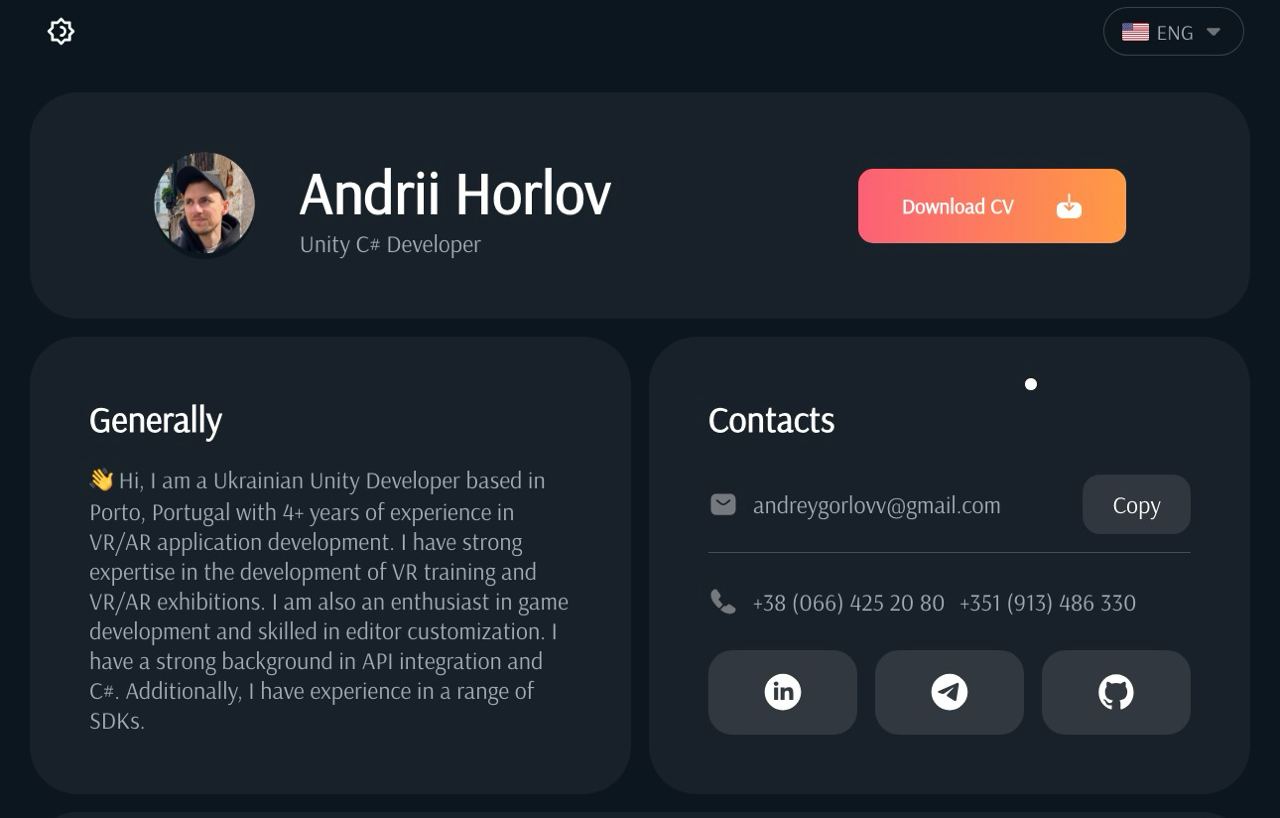 ENG
Andrii Horlov
Unity C# Developer
Download CV
Generally
👋 Hi, I am a Ukrainian Unity Developer based in
Porto, Portugal with 4+ years of experience in
VR/AR application development. I have strong
expertise in the development of VR training and
VR/AR exhibitions. I am also an enthusiast in game
development and skilled in editor customization. I
have a strong background in API integration and
C#. Additionally, I have experience in a range of
SDKs.
Contacts
andreygorlovv@gmail.com
Copy
+38 (066) 425 20 80 +351 (913) 486 330
in